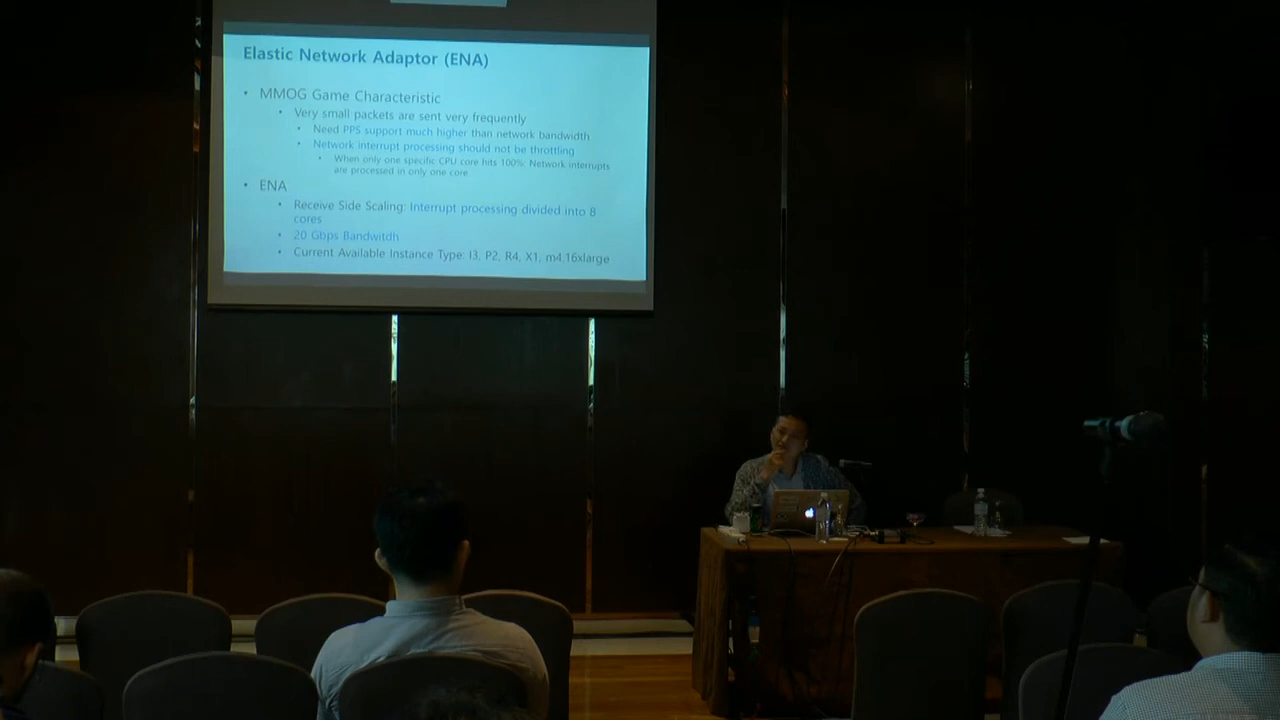 Elastic Network Adaptor (ENA)
• MMOG Game Characteristic
• Very small packets are sent very frequently
• Need PPS support much higher than network bandwidth
• Network interrupt processing should not be throttling
• When only one specific CPU core hits 100%: Network interrupts
are processed in only one core
• ENA
• Receive Side Scaling: Interrupt processing divided into 8
cores
• 20 Gbps Bandwitdh
• Current Available Instance Type: I3, P2, R4, X1, m4.16xlarge